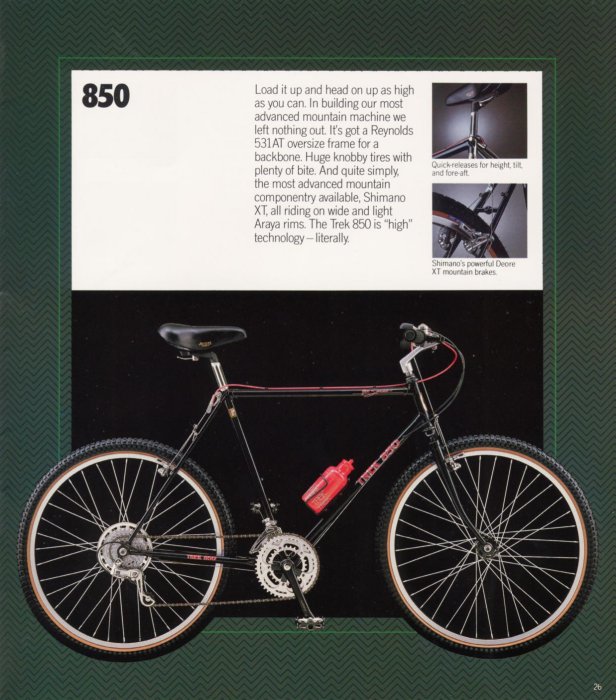 850
Load it up and head on up as high
as you can. In building our most
advanced mountain machine we
left nothing out. It's got a Reynolds
531AT oversize frame for a
backbone. Huge knobby tires with
plenty of bite. And quite simply,
the most advanced mountain
componentry available, Shimano
XT, all riding on wide and light
Araya rims. The Trek 850 is "high"
technology – literally.
Quick-releases for height, tilt,
and fore-aft.
Shimano's powerful Deore
XT mountain brakes.
TREK 850
TREK 850
26